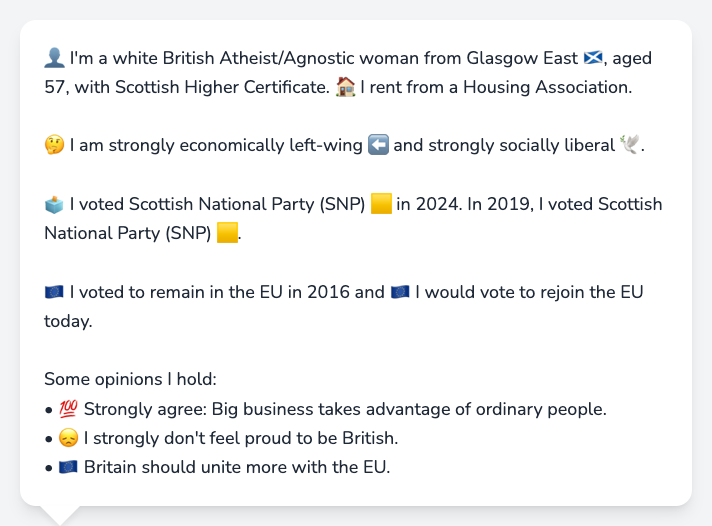 👤 I'm a white British Atheist/Agnostic woman from Glasgow East 🏴󠁧󠁢󠁳󠁣󠁴󠁿, aged
57, with Scottish Higher Certificate. 🏠 I rent from a Housing Association.
🤔 I am strongly economically left-wing ⬅️ and strongly socially liberal 🕊️.
🗳️ I voted Scottish National Party (SNP) 🟨 in 2024. In 2019, I voted Scottish
National Party (SNP) 🟨.
🇪🇺 I voted to remain in the EU in 2016 and 🇪🇺 I would vote to rejoin the EU
today.
Some opinions I hold:
• 💯 Strongly agree: Big business takes advantage of ordinary people.
• 😞 I strongly don't feel proud to be British.
• 🇪🇺 Britain should unite more with the EU.